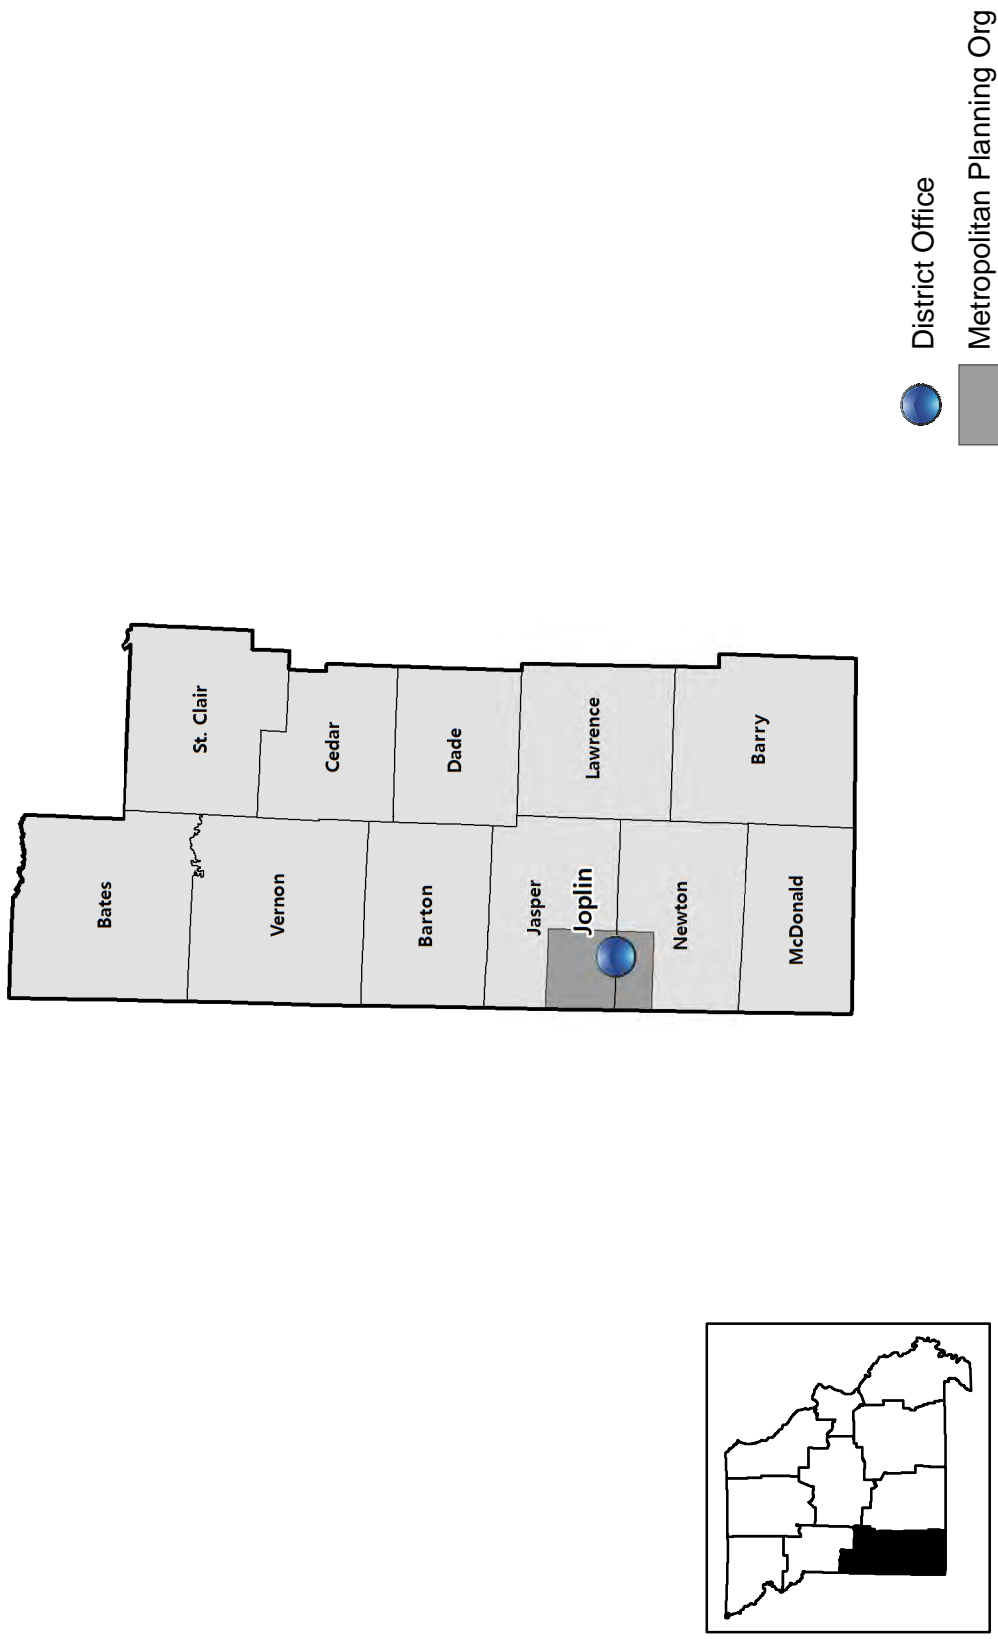 Bates
St. Clair
Vernon
Cedar
Barton
Dade
Jasper
Joplin
Lawrence
Newton
Barry
McDonald
District Office
Metropolitan Planning Org